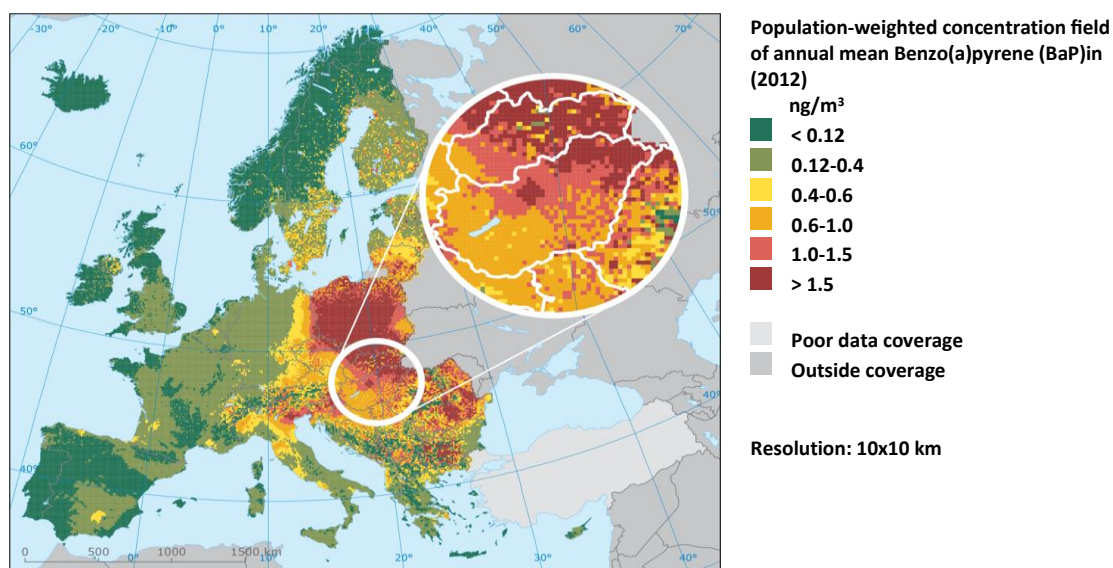 -30° -20° -10° 0° 10° 20° 30° 40° 50° 60° 70°
60°
50°
40°
50°
40°
0 500 1000 1500 km
0° 10° 20° 30° 40°
Population-weighted concentration field
of annual mean Benzo(a)pyrene (BaP)in
(2012)
ng/m³
< 0.12
0.12-0.4
0.4-0.6
0.6-1.0
1.0-1.5
> 1.5
Poor data coverage
Outside coverage
Resolution: 10x10 km